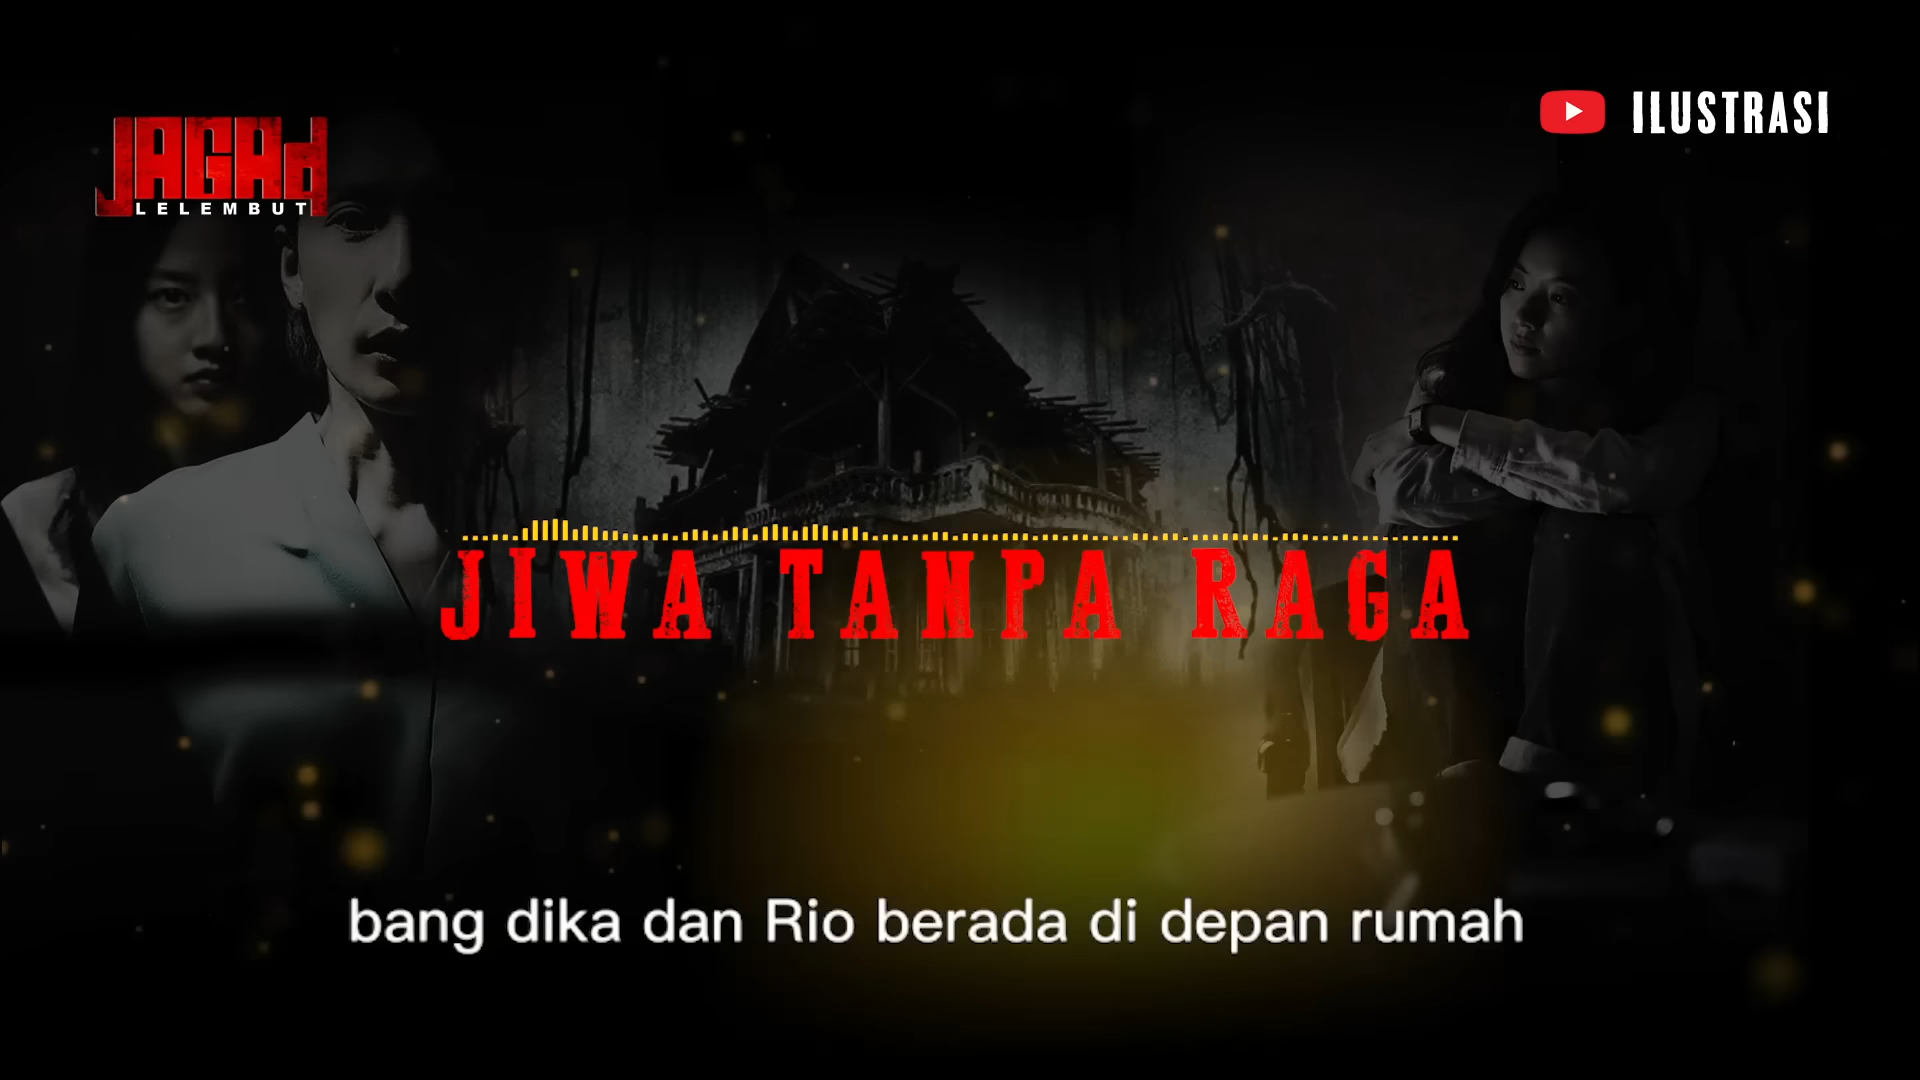 JAGAd
LELEMBUT
ILUSTRASI
JIWA TANPA RAGA
bang dika dan Rio berada di depan rumah